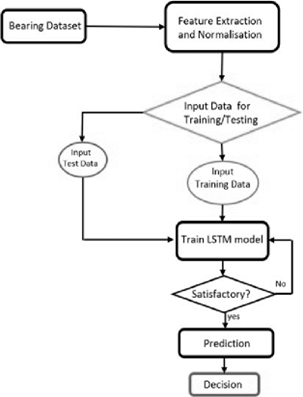 Bearing Dataset
Feature Extraction
and Normalisation
Input Data for
Training/Testing
Input
Test Data
Input
Training Data
Train LSTM model
Satisfactory?
No
yes
Prediction
Decision